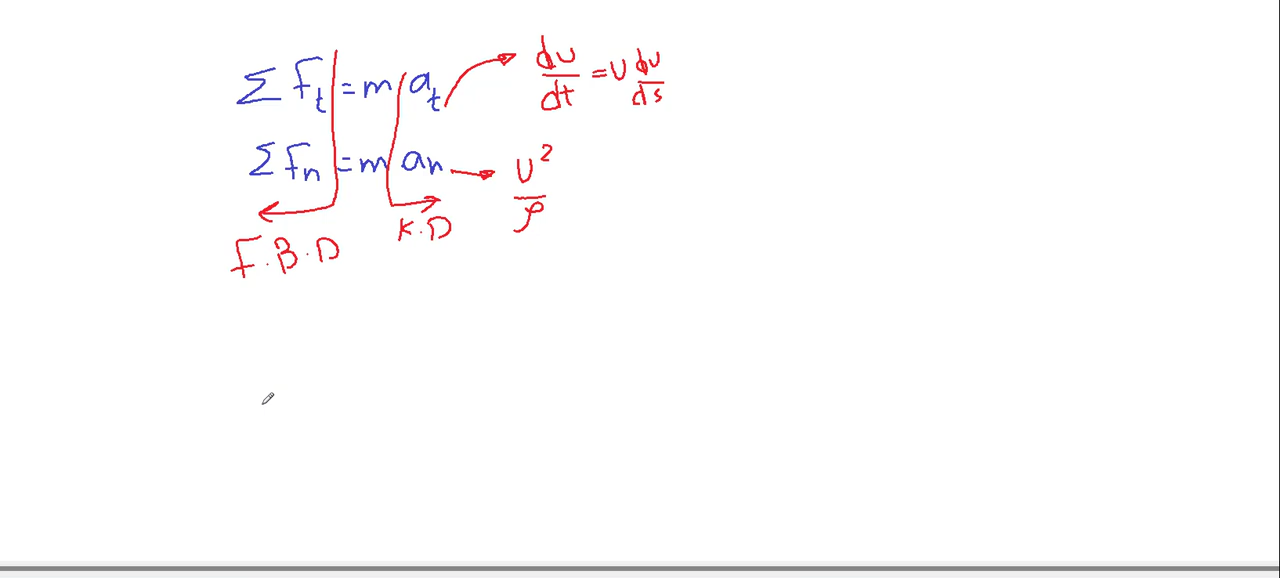 Σ Ft = m at → dv/dt = v dv/ds
Σ Fn = m an → v²/ρ
F.B.D K.D